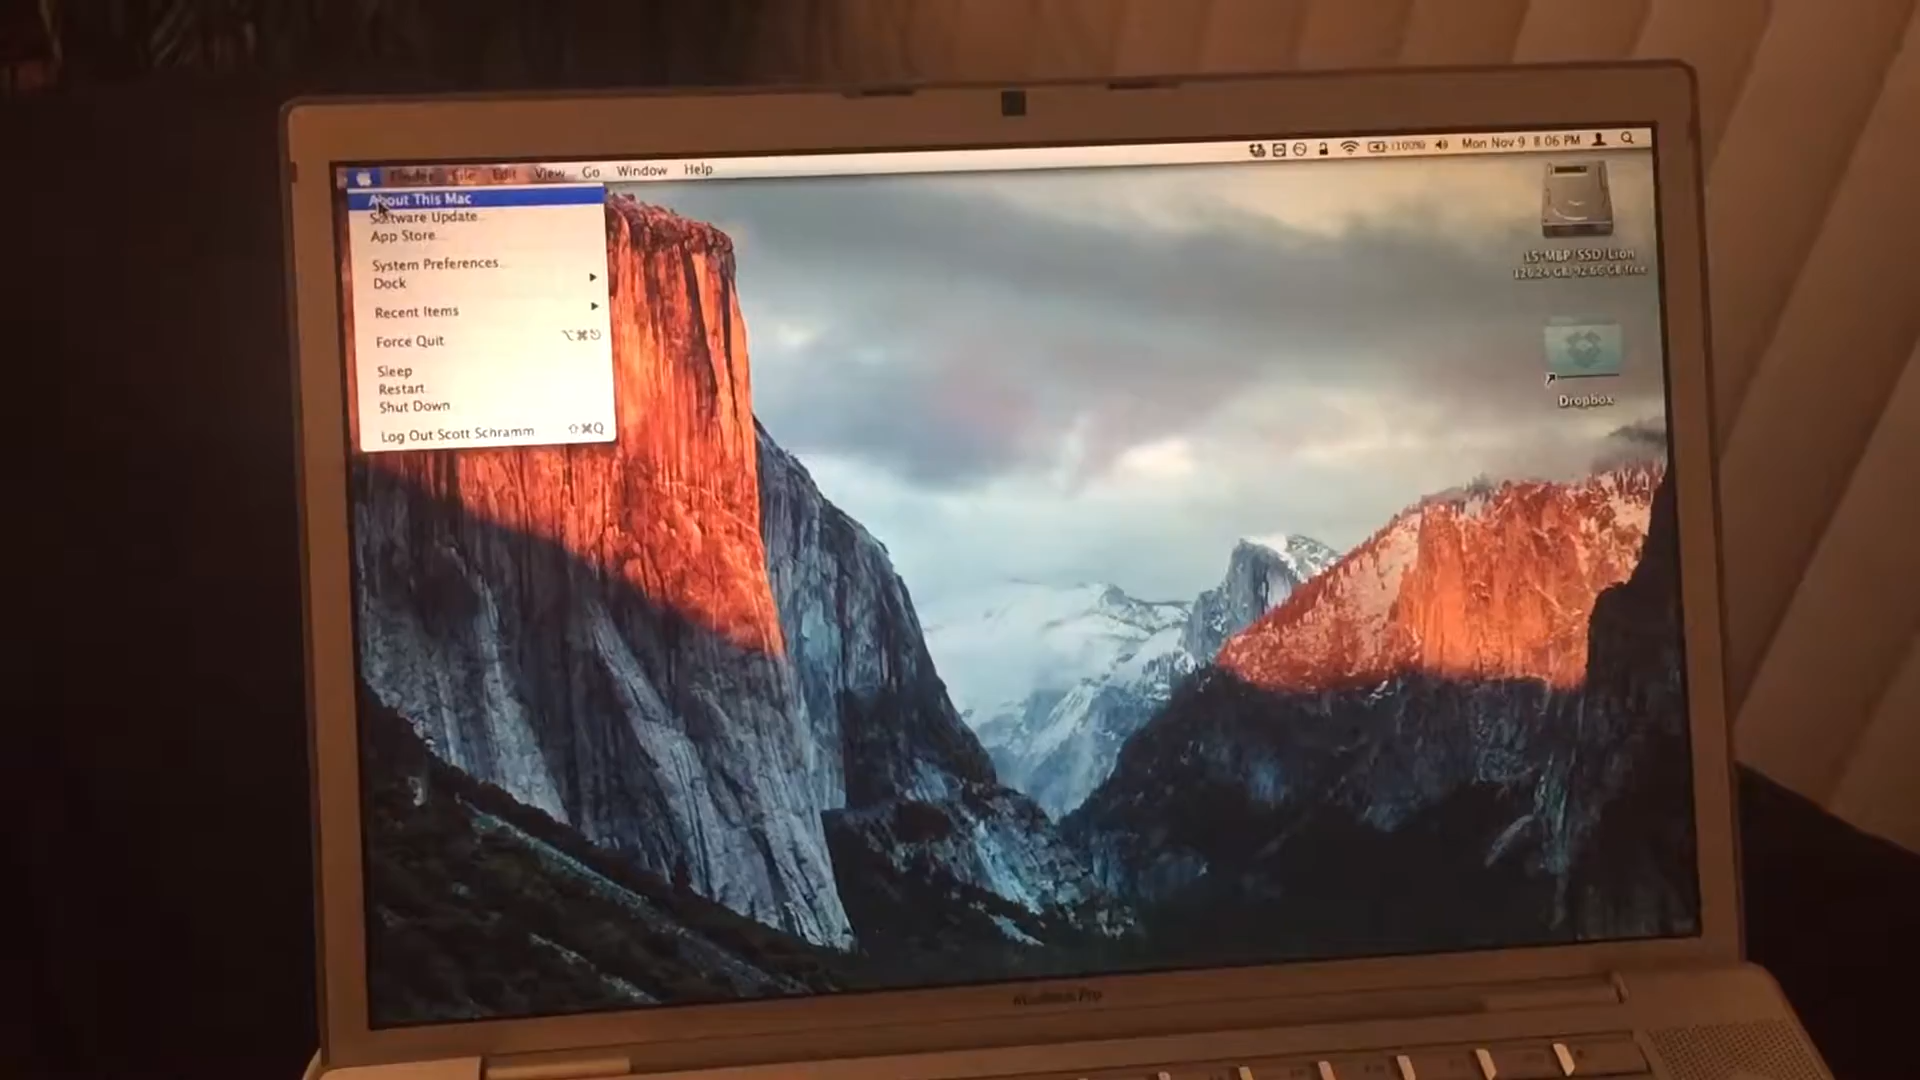 Finder File Edit View Go Window Help
(100%) Mon Nov 9 8:06 PM
About This Mac
Software Update...
App Store...
System Preferences...
Dock
Recent Items
Force Quit ⌥⌘⎋
Sleep
Restart...
Shut Down
Log Out Scott Schramm ⇧⌘Q
15" MBP SSD/Lion
Dropbox
MacBook Pro